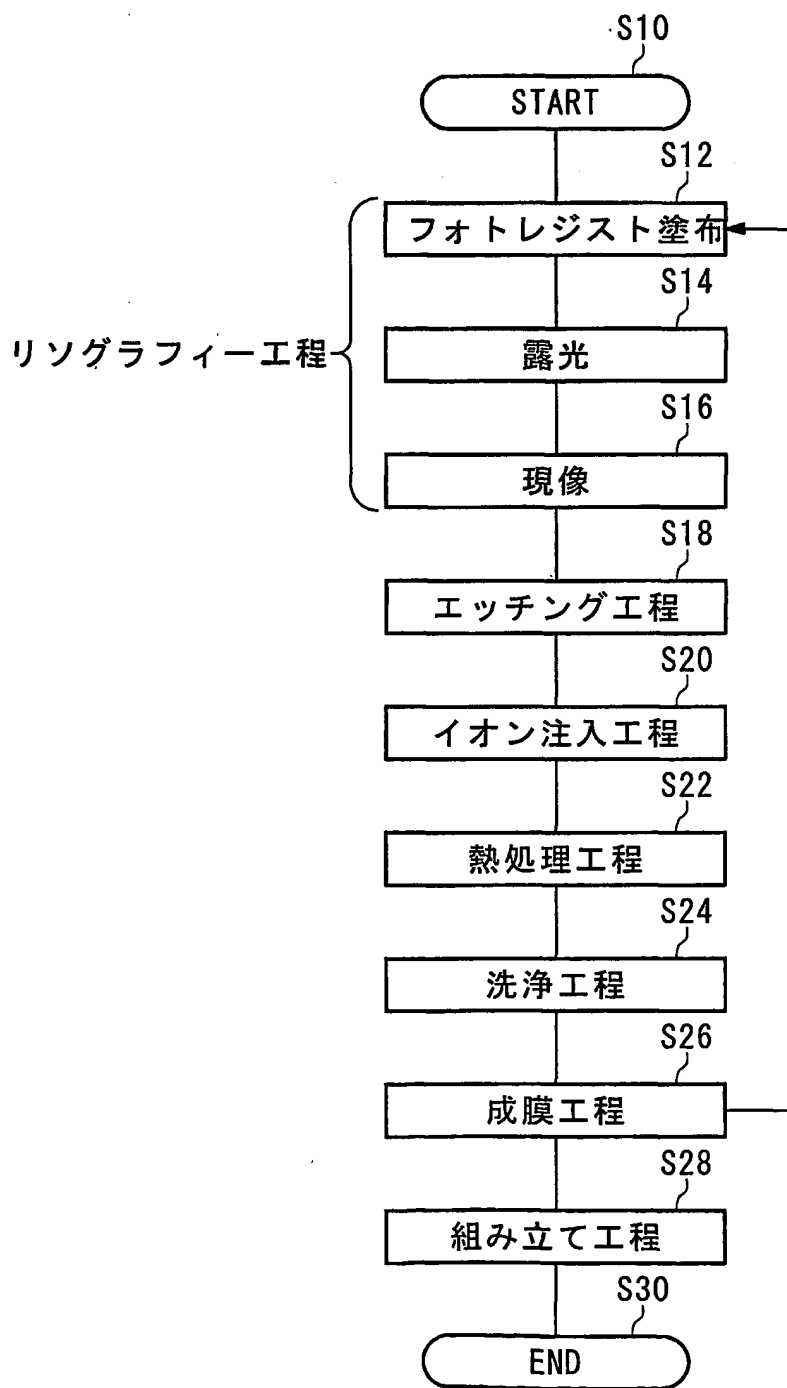 S10
START
S12
フォトレジスト塗布
S14
リソグラフィー工程
露光
S16
現像
S18
エッチング工程
S20
イオン注入工程
S22
熱処理工程
S24
洗浄工程
S26
成膜工程
S28
組み立て工程
S30
END